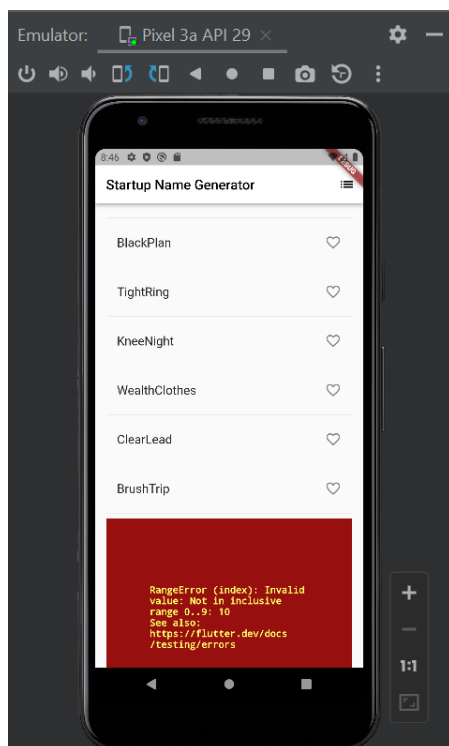 Emulator: Pixel 3a API 29
8:46
DEBUG
Startup Name Generator
BlackPlan
TightRing
KneeNight
WealthClothes
ClearLead
BrushTrip
RangeError (index): Invalid
value: Not in inclusive
range 0..9: 10
See also:
https://flutter.dev/docs
/testing/errors
1:1